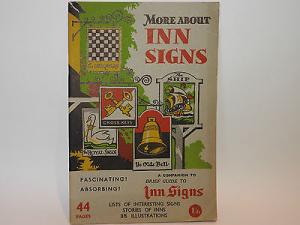 MORE ABOUT
INN
SIGNS
The
SHIP
CROSS KEYS
Ye Olde Bell
FASCINATING!
ABSORBING!
A COMPANION TO
BRIEF GUIDE TO
Inn Signs
44
PAGES
LISTS OF INTERESTING SIGNS
STORIES OF INNS
85 ILLUSTRATIONS